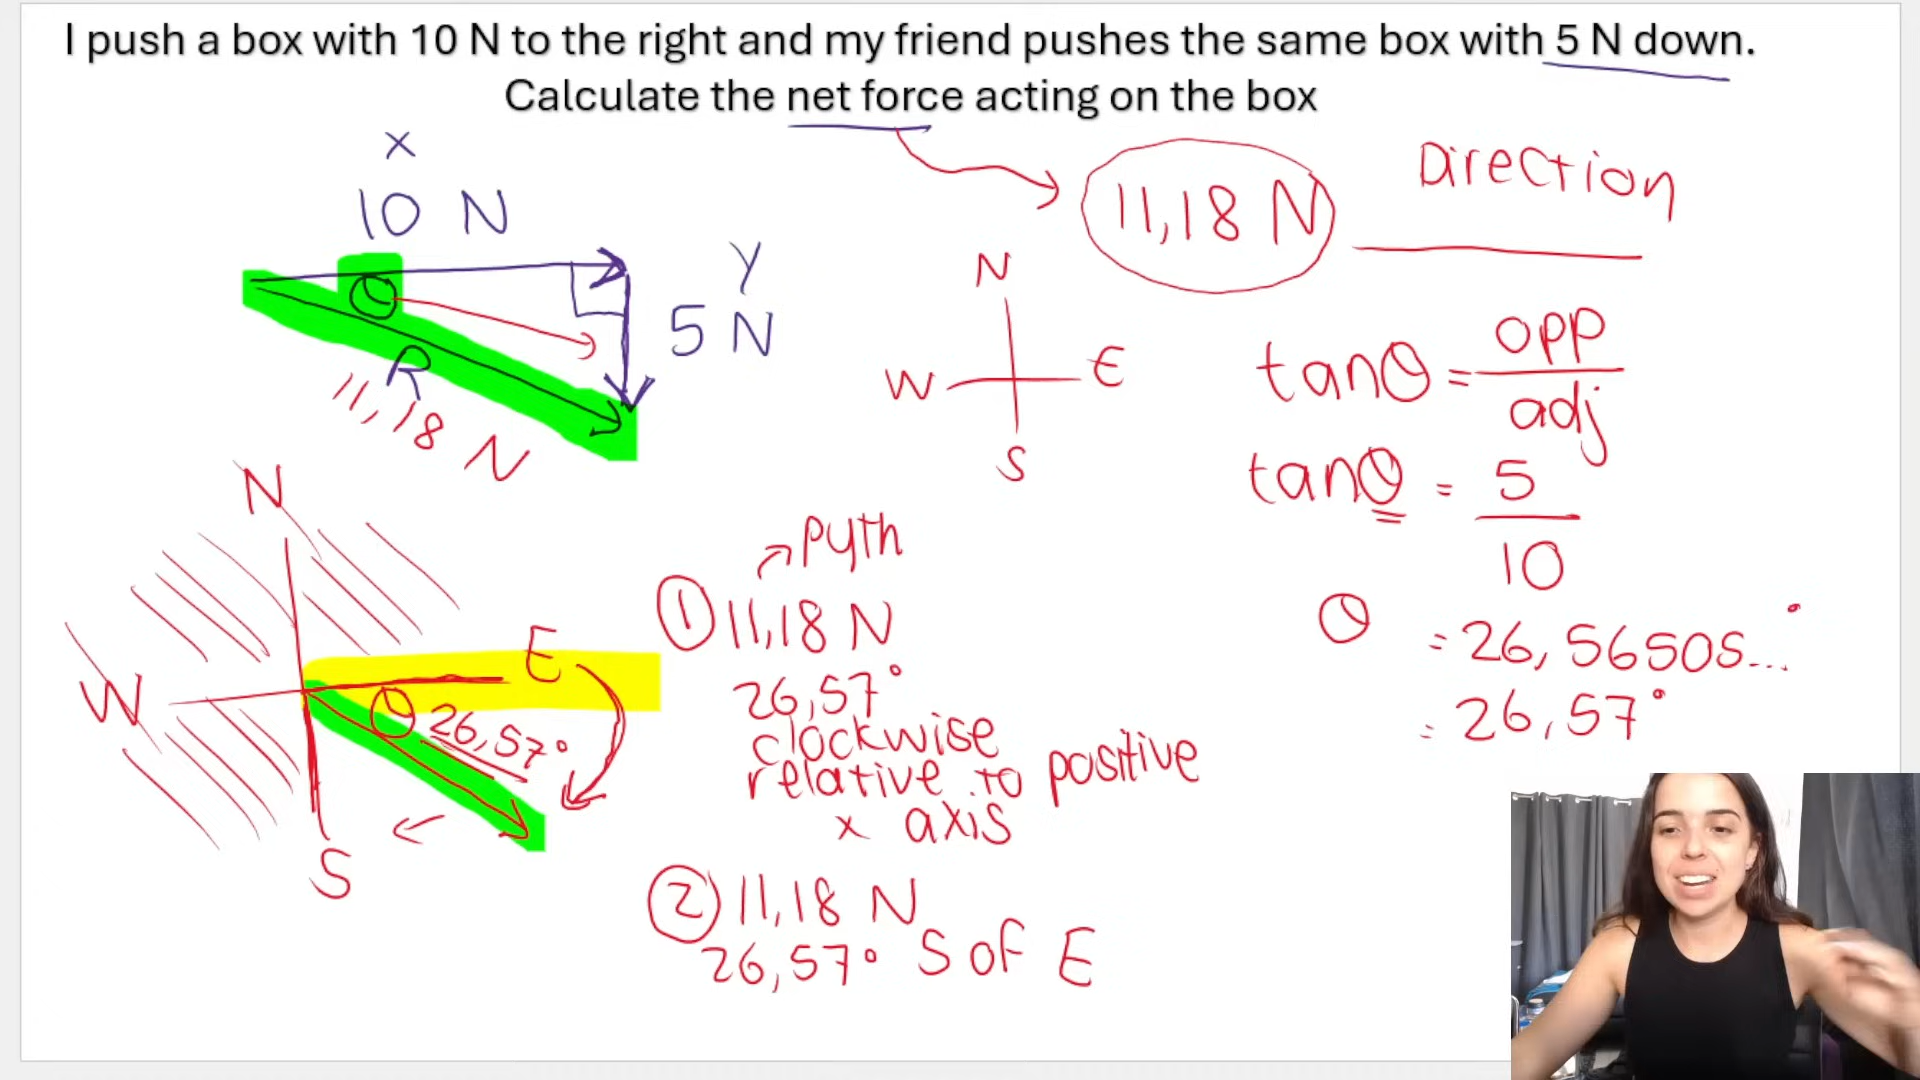 I push a box with 10 N to the right and my friend pushes the same box with 5 N down.
Calculate the net force acting on the box
x
10 N
y
5 N
θ
R
11,18 N
11,18 N
Direction
N
W
E
S
tanθ = opp
adj
tanθ = 5
10
θ = 26,56505...°
= 26,57°
N
W
E
S
θ 26,57°
Pyth
① 11,18 N
26,57°
clockwise
relative to positive
x axis
② 11,18 N
26,57° S of E